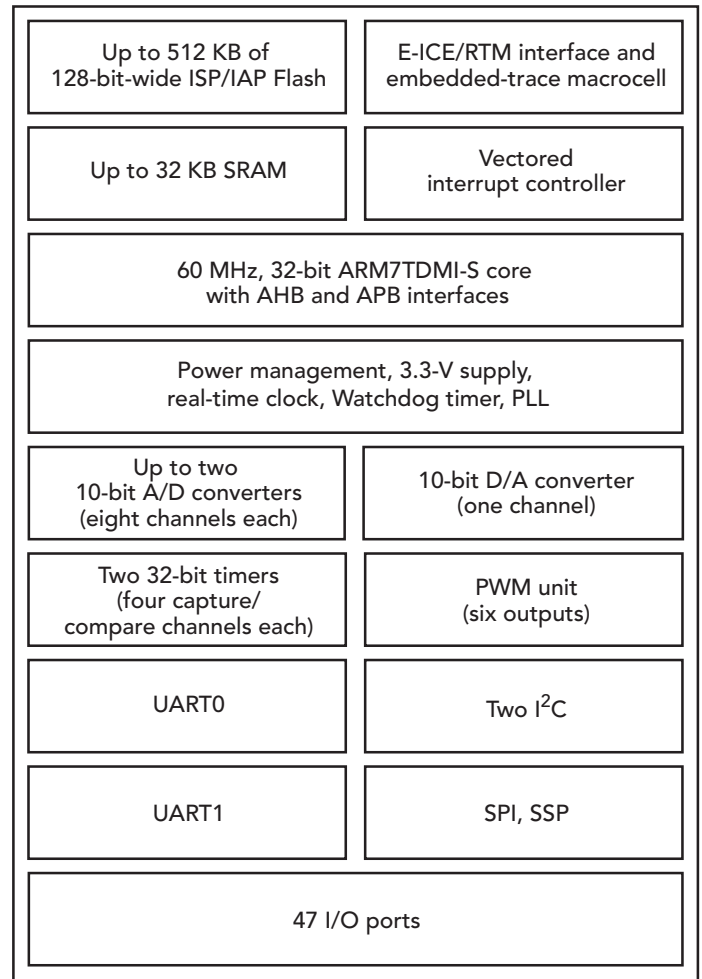 Up to 512 KB of
128-bit-wide ISP/IAP Flash
E-ICE/RTM interface and
embedded-trace macrocell
Up to 32 KB SRAM
Vectored
interrupt controller
60 MHz, 32-bit ARM7TDMI-S core
with AHB and APB interfaces
Power management, 3.3-V supply,
real-time clock, Watchdog timer, PLL
Up to two
10-bit A/D converters
(eight channels each)
10-bit D/A converter
(one channel)
Two 32-bit timers
(four capture/
compare channels each)
PWM unit
(six outputs)
UART0
Two I²C
UART1
SPI, SSP
47 I/O ports